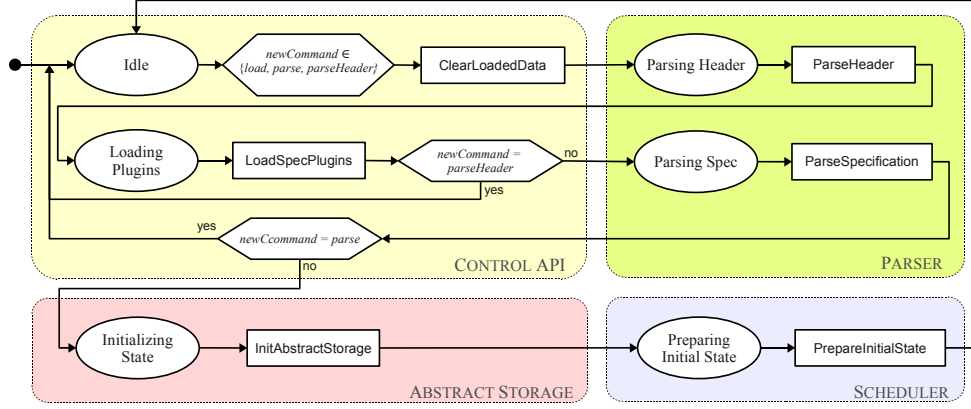 Idle
newCommand ∈
{load, parse, parseHeader}
ClearLoadedData
Parsing Header
ParseHeader
Loading
Plugins
LoadSpecPlugins
newCommand =
parseHeader
no
yes
Parsing Spec
ParseSpecification
yes
newCcommand = parse
no
CONTROL API
PARSER
Initializing
State
InitAbstractStorage
Preparing
Initial State
PrepareInitialState
ABSTRACT STORAGE
SCHEDULER